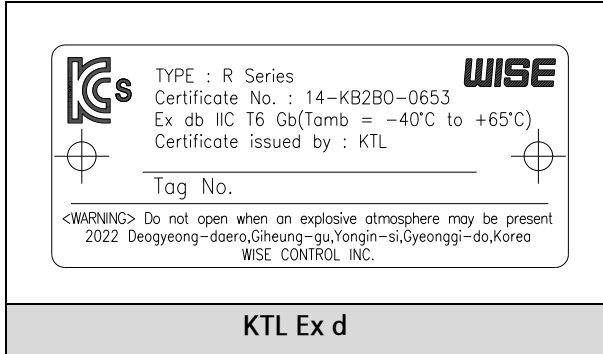 KCs
WISE
TYPE : R Series
Certificate No. : 14-KB2BO-0653
Ex db IIC T6 Gb(Tamb = -40°C to +65°C)
Certificate issued by : KTL
Tag No.
<WARNING> Do not open when an explosive atmosphere may be present
2022 Deogyeong-daero,Giheung-gu,Yongin-si,Gyeonggi-do,Korea
WISE CONTROL INC.
KTL Ex d